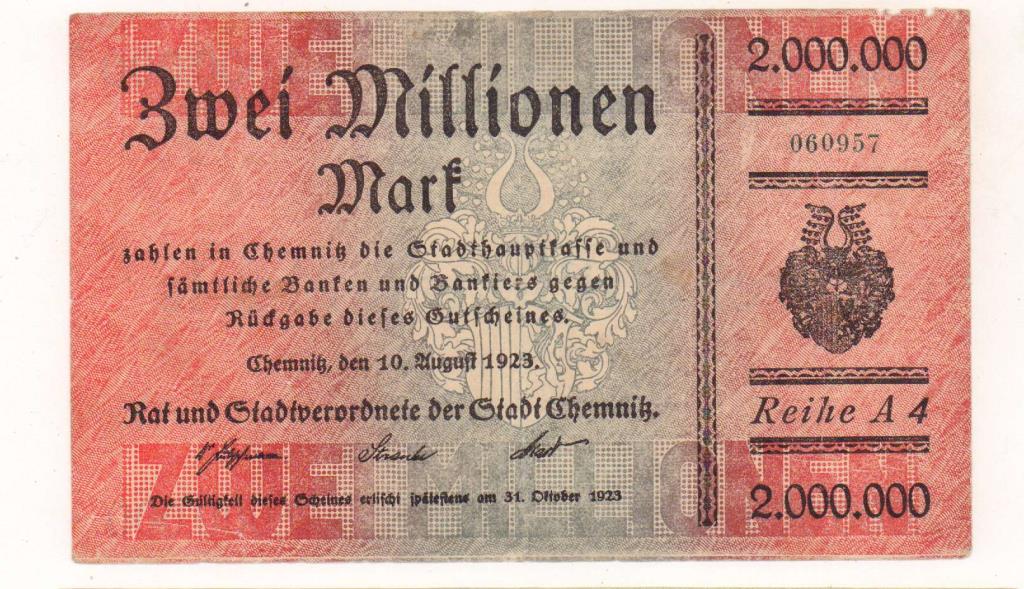 ZWEI MILLIONEN
Zwei Millionen
Mark
zahlen in Chemnitz die Stadthauptkasse und
sämtliche Banken und Bankiers gegen
Rückgabe dieses Gutscheines.
Chemnitz, den 10. August 1923.
Rat und Stadtverordnete der Stadt Chemnitz.
ZWEI MILLIONEN
Die Gültigkeit dieses Scheines erlischt spätestens am 31. Oktober 1923
2.000.000
060957
Reihe A 4
2.000.000